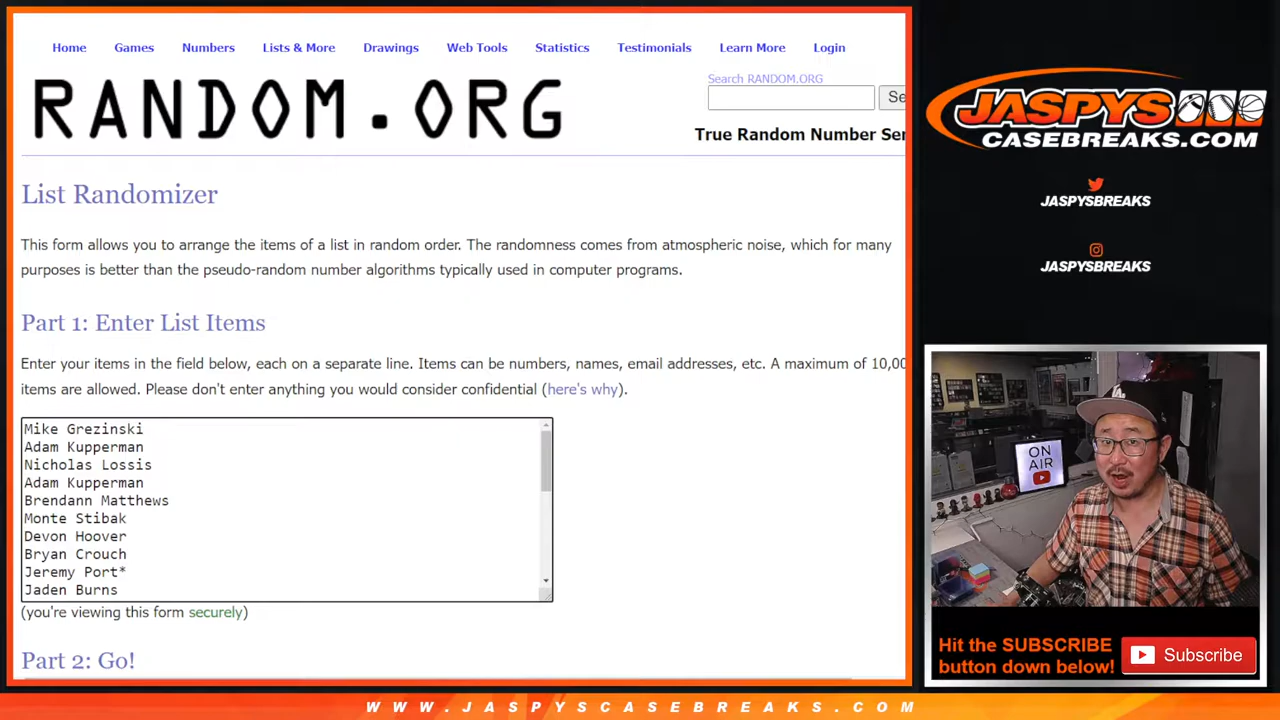 Home Games Numbers Lists & More Drawings Web Tools Statistics Testimonials Learn More Login
RANDOM.ORG
Search RANDOM.ORG
Se
True Random Number Ser
List Randomizer
This form allows you to arrange the items of a list in random order. The randomness comes from atmospheric noise, which for many
purposes is better than the pseudo-random number algorithms typically used in computer programs.
Part 1: Enter List Items
Enter your items in the field below, each on a separate line. Items can be numbers, names, email addresses, etc. A maximum of 10,00
items are allowed. Please don't enter anything you would consider confidential (here's why).
Mike Grezinski
Adam Kupperman
Nicholas Lossis
Adam Kupperman
Brendann Matthews
Monte Stibak
Devon Hoover
Bryan Crouch
Jeremy Port*
Jaden Burns
(you're viewing this form securely)
Part 2: Go!
JASPYS
CASEBREAKS.COM
JASPYSBREAKS
JASPYSBREAKS
ON
AIR
LA
Hit the SUBSCRIBE
button down below!
Subscribe
WWW.JASPYSCASEBREAKS.COM